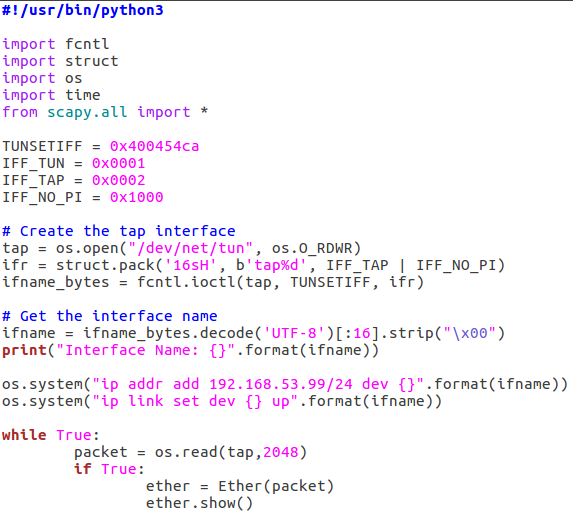 #!/usr/bin/python3

import fcntl
import struct
import os
import time
from scapy.all import *

TUNSETIFF = 0x400454ca
IFF_TUN = 0x0001
IFF_TAP = 0x0002
IFF_NO_PI = 0x1000

# Create the tap interface
tap = os.open("/dev/net/tun", os.O_RDWR)
ifr = struct.pack('16sH', b'tap%d', IFF_TAP | IFF_NO_PI)
ifname_bytes = fcntl.ioctl(tap, TUNSETIFF, ifr)

# Get the interface name
ifname = ifname_bytes.decode('UTF-8')[:16].strip("\x00")
print("Interface Name: {}".format(ifname))

os.system("ip addr add 192.168.53.99/24 dev {}".format(ifname))
os.system("ip link set dev {} up".format(ifname))

while True:
        packet = os.read(tap,2048)
        if True:
                ether = Ether(packet)
                ether.show()